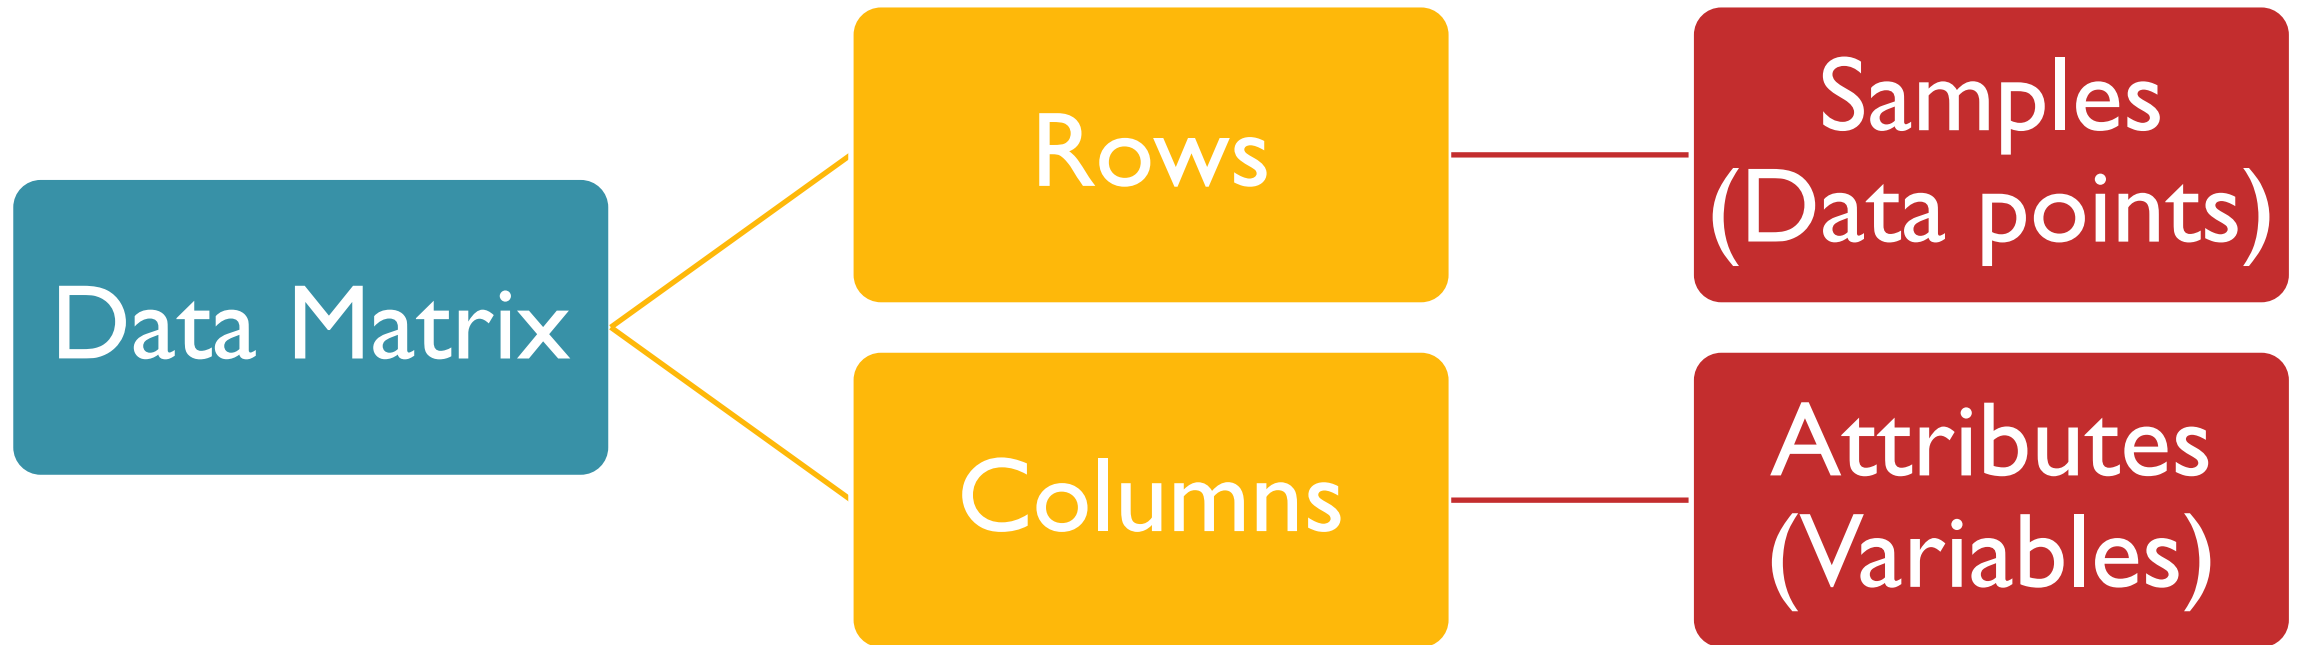 Data Matrix
Rows
Samples
(Data points)
Columns
Attributes
(Variables)